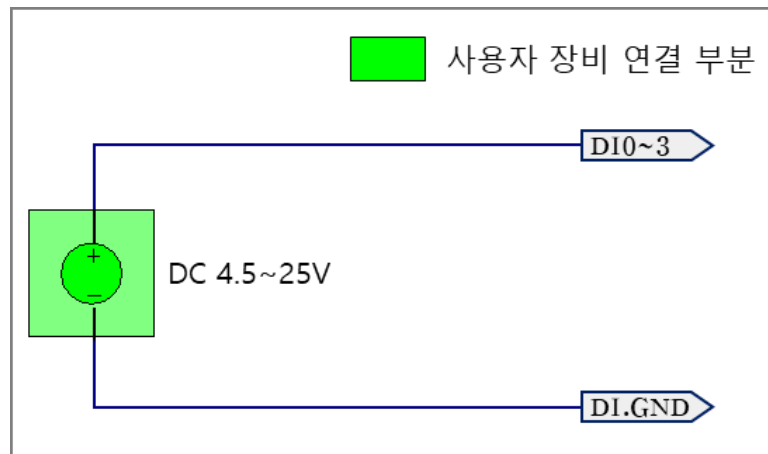 사용자 장비 연결 부분
DI0~3
+
DC 4.5~25V
−
DI.GND